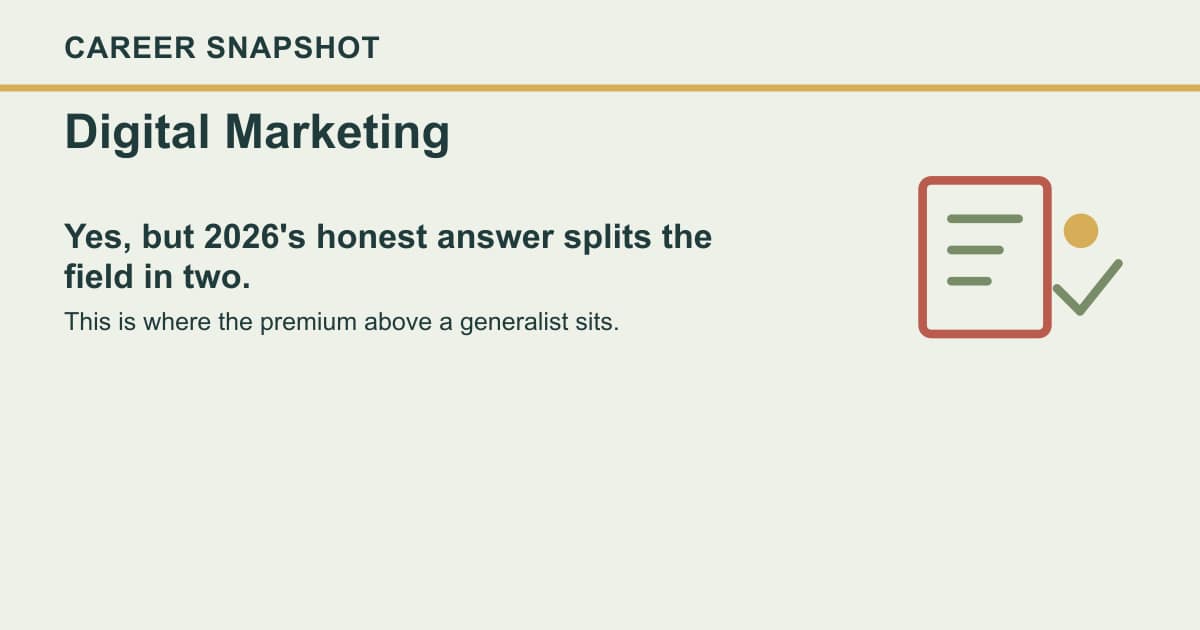 CAREER SNAPSHOT
Digital Marketing
Yes, but 2026's honest answer splits the
field in two.
This is where the premium above a generalist sits.